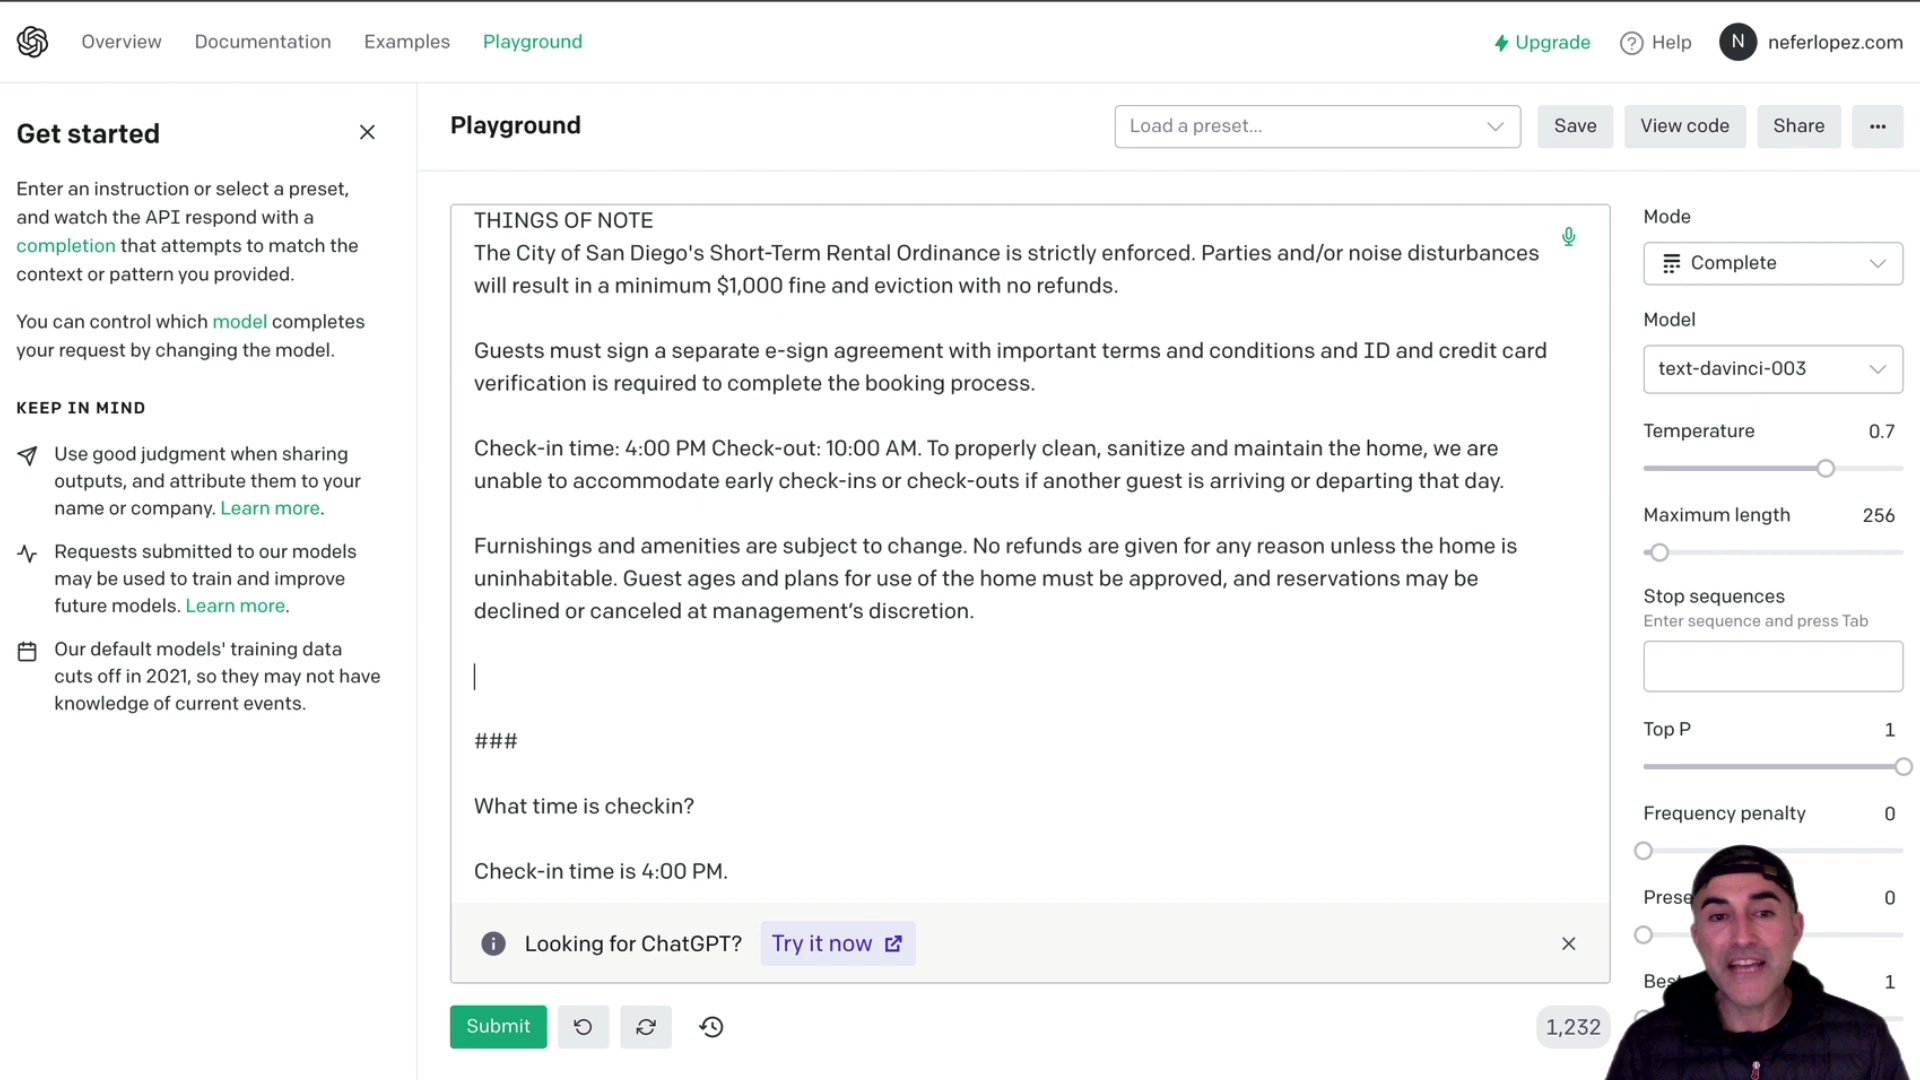 Overview Documentation Examples Playground
Upgrade Help N neferlopez.com
Get started
Enter an instruction or select a preset,
and watch the API respond with a
completion that attempts to match the
context or pattern you provided.
You can control which model completes
your request by changing the model.
KEEP IN MIND
Use good judgment when sharing
outputs, and attribute them to your
name or company. Learn more.
Requests submitted to our models
may be used to train and improve
future models. Learn more.
Our default models' training data
cuts off in 2021, so they may not have
knowledge of current events.
Playground
Load a preset...
Save
View code
Share
...
THINGS OF NOTE
The City of San Diego's Short-Term Rental Ordinance is strictly enforced. Parties and/or noise disturbances
will result in a minimum $1,000 fine and eviction with no refunds.
Guests must sign a separate e-sign agreement with important terms and conditions and ID and credit card
verification is required to complete the booking process.
Check-in time: 4:00 PM Check-out: 10:00 AM. To properly clean, sanitize and maintain the home, we are
unable to accommodate early check-ins or check-outs if another guest is arriving or departing that day.
Furnishings and amenities are subject to change. No refunds are given for any reason unless the home is
uninhabitable. Guest ages and plans for use of the home must be approved, and reservations may be
declined or canceled at management’s discretion.
###
What time is checkin?
Check-in time is 4:00 PM.
Looking for ChatGPT? Try it now
Submit
1,232
Mode
Complete
Model
text-davinci-003
Temperature 0.7
Maximum length 256
Stop sequences
Enter sequence and press Tab
Top P 1
Frequency penalty 0
Prese 0
Bes 1